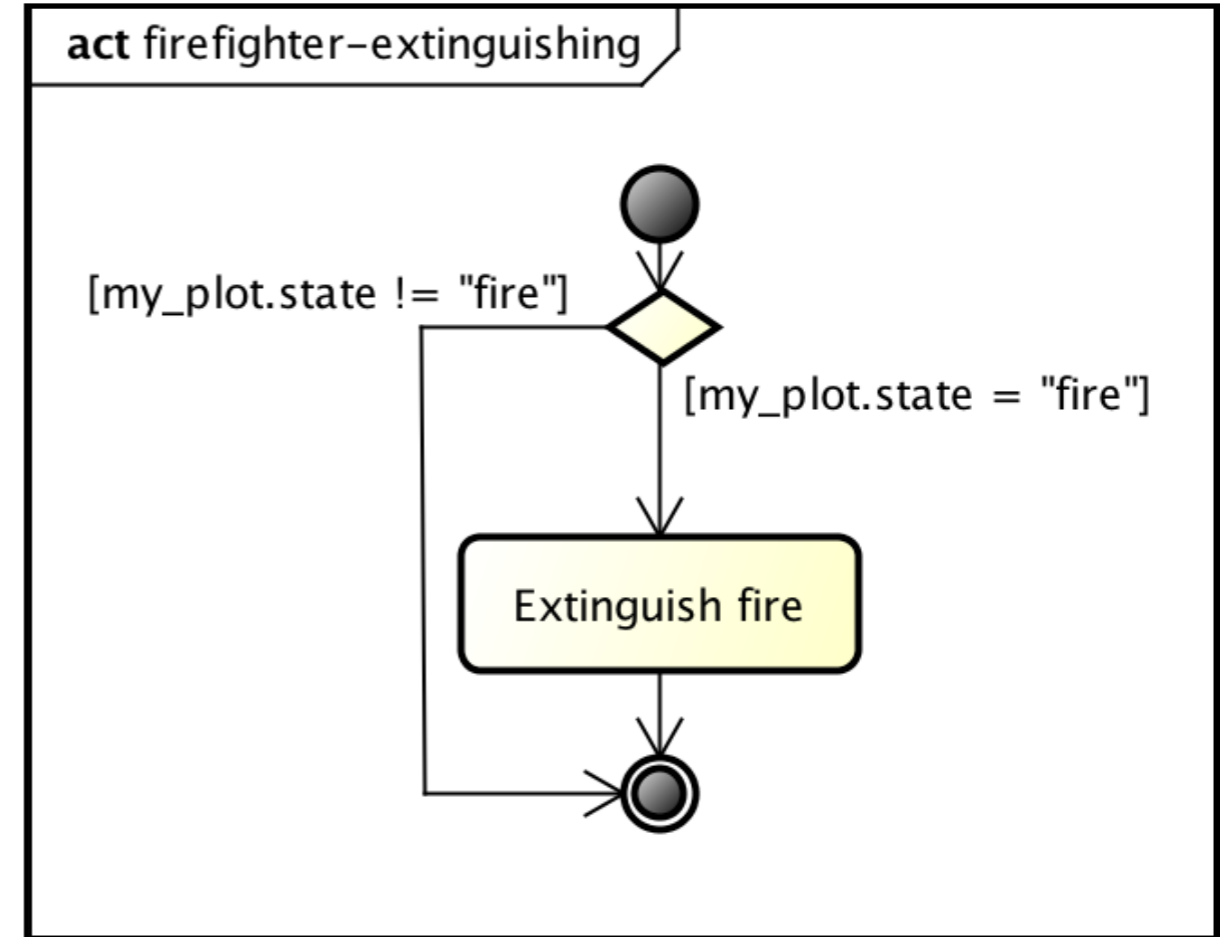 act firefighter-extinguishing
[my_plot.state != "fire"]
[my_plot.state = "fire"]
Extinguish fire